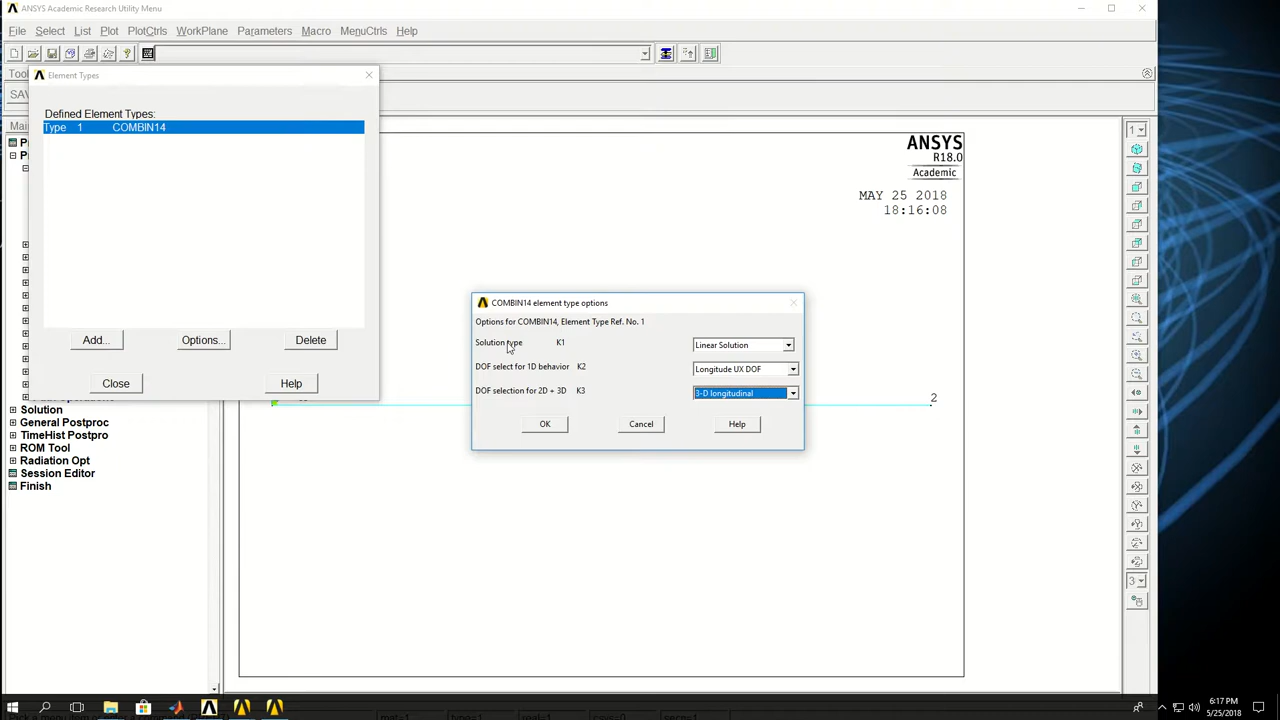 ANSYS Academic Research Utility Menu
File Select List Plot PlotCtrls WorkPlane Parameters Macro MenuCtrls Help
Element Types
Defined Element Types:
Type 1 COMBIN14
Add... Options... Delete
Close Help
Solution
General Postproc
TimeHist Postpro
ROM Tool
Radiation Opt
Session Editor
Finish
1
ANSYS
R18.0
Academic
MAY 25 2018
18:16:08
COMBIN14 element type options
Options for COMBIN14, Element Type Ref. No. 1
Solution type K1 Linear Solution
DOF select for 1D behavior K2 Longitude UX DOF
DOF selection for 2D + 3D K3 3-D longitudinal
OK Cancel Help
2
3
6:17 PM
5/25/2018